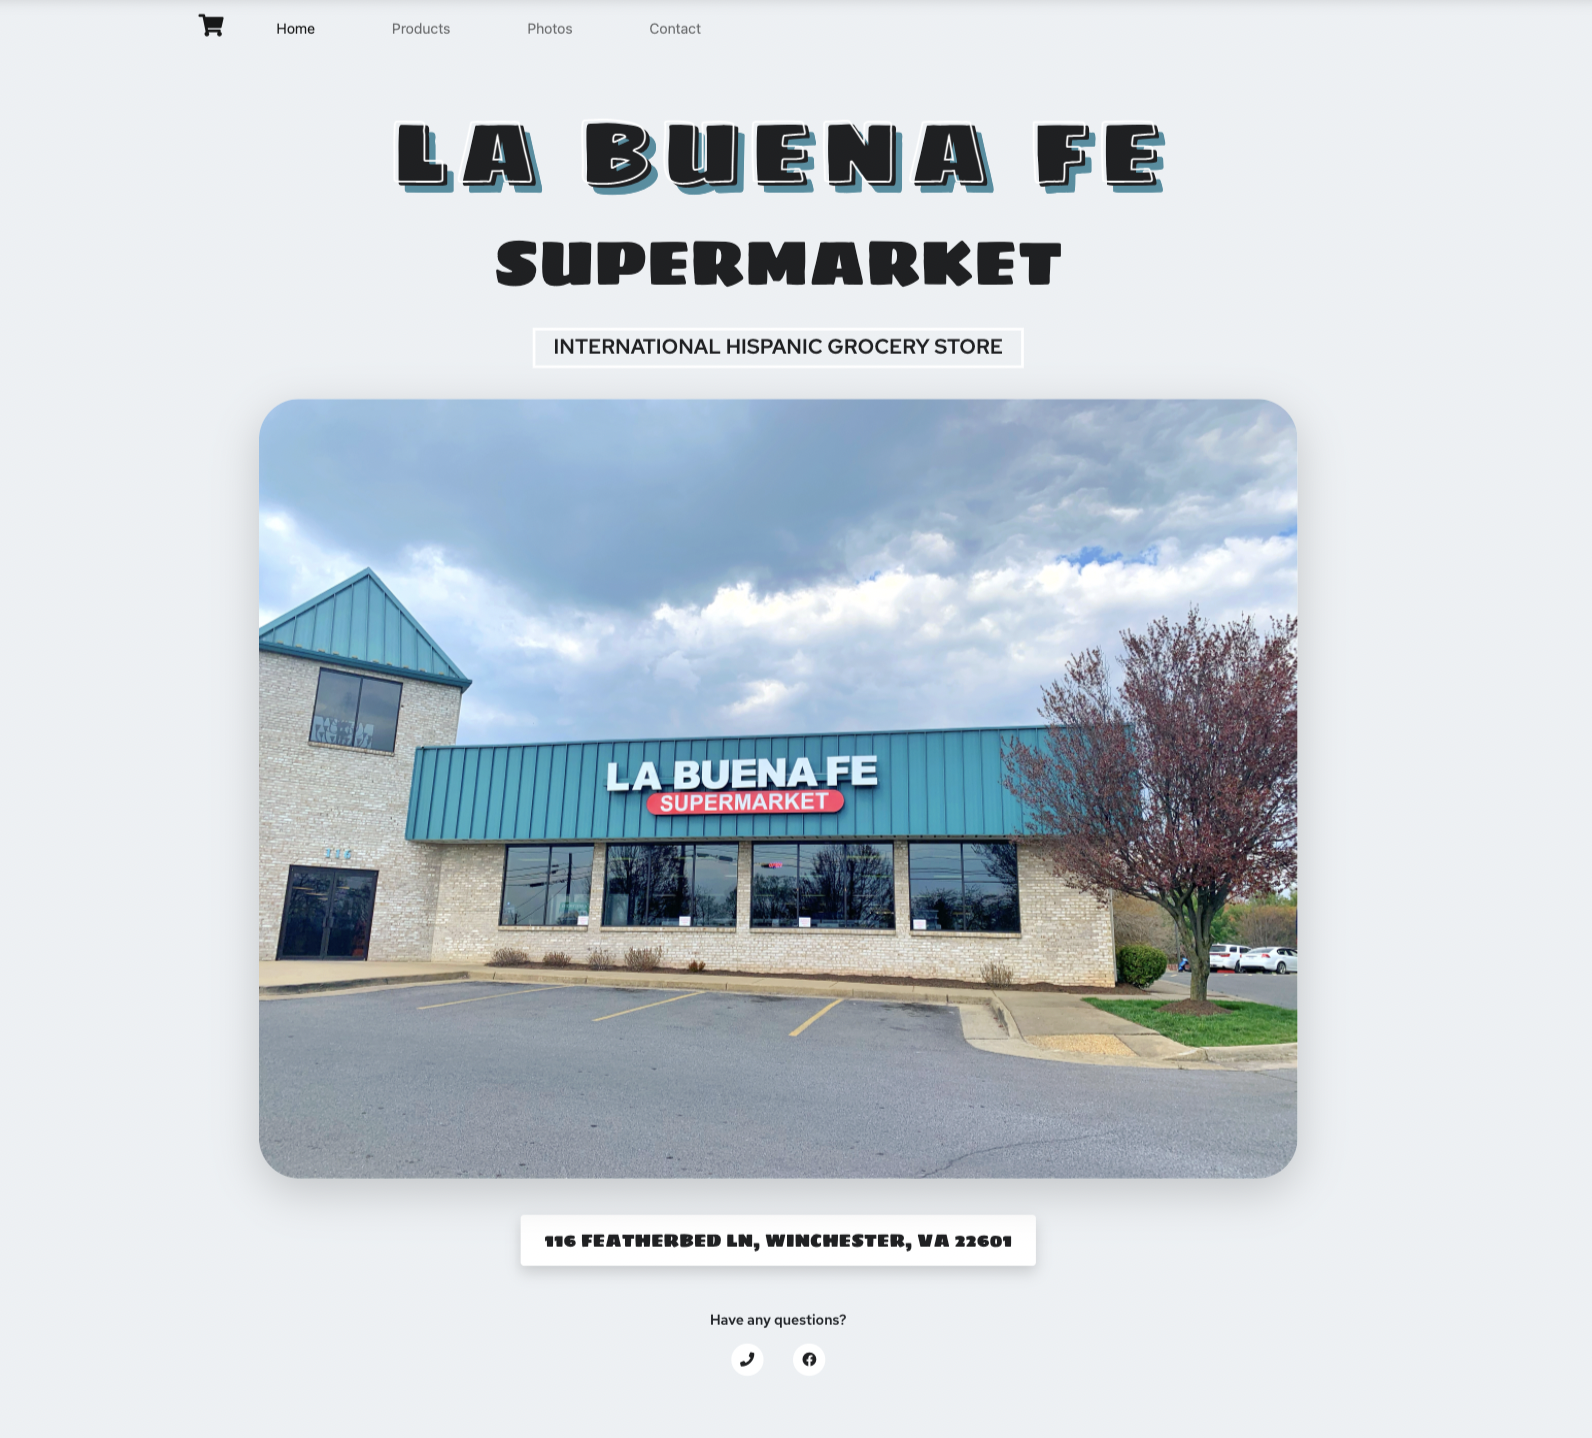 Home
Products
Photos
Contact
LA BUENA FE
SUPERMARKET
INTERNATIONAL HISPANIC GROCERY STORE
LA BUENA FE
SUPERMARKET
116
116 FEATHERBED LN, WINCHESTER, VA 22601
Have any questions?